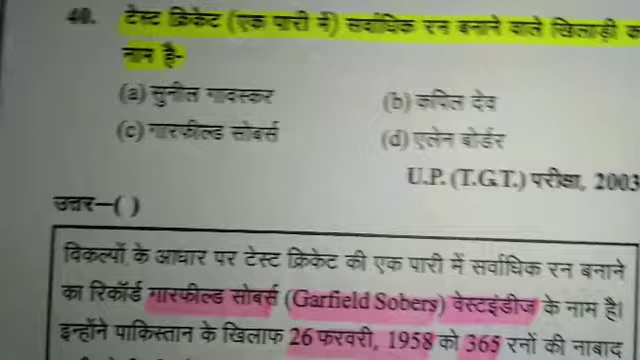 40. टेस्ट क्रिकेट (एक पारी में) सर्वाधिक रन बनाने वाले खिलाड़ी का
नाम है-
(a) सुनील गावस्कर (b) कपिल देव
(c) गारफील्ड सोबर्स (d) एलेन बोर्डर
U.P. (T.G.T.) परीक्षा, 2003
उत्तर–( )
विकल्पों के आधार पर टेस्ट क्रिकेट की एक पारी में सर्वाधिक रन बनाने
का रिकॉर्ड गारफील्ड सोबर्स (Garfield Sobers) वेस्टइंडीज के नाम है।
इन्होंने पाकिस्तान के खिलाफ 26 फरवरी, 1958 को 365 रनों की नाबाद